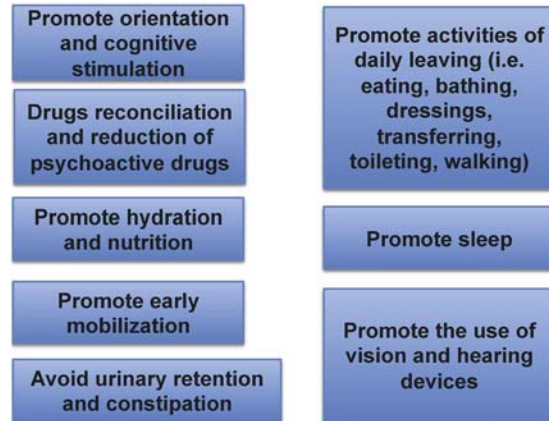 Promote orientation
and cognitive
stimulation
Drugs reconciliation
and reduction of
psychoactive drugs
Promote hydration
and nutrition
Promote early
mobilization
Avoid urinary retention
and constipation
Promote activities of
daily leaving (i.e.
eating, bathing,
dressings,
transferring,
toileting, walking)
Promote sleep
Promote the use of
vision and hearing
devices